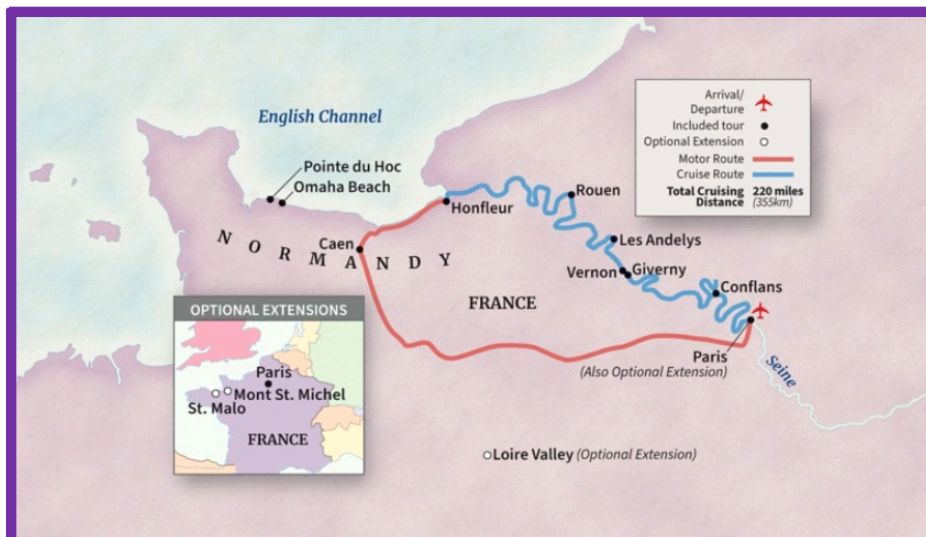 English Channel
Pointe du Hoc
Omaha Beach
Honfleur
Rouen
Caen
NORMANDY
Les Andelys
Vernon
Giverny
Conflans
FRANCE
Paris
(Also Optional Extension)
Seine
Loire Valley (Optional Extension)
Arrival/
Departure
Included tour
Optional Extension
Motor Route
Cruise Route
Total Cruising 220 miles
Distance (355km)
OPTIONAL EXTENSIONS
Paris
Mont St. Michel
St. Malo
FRANCE